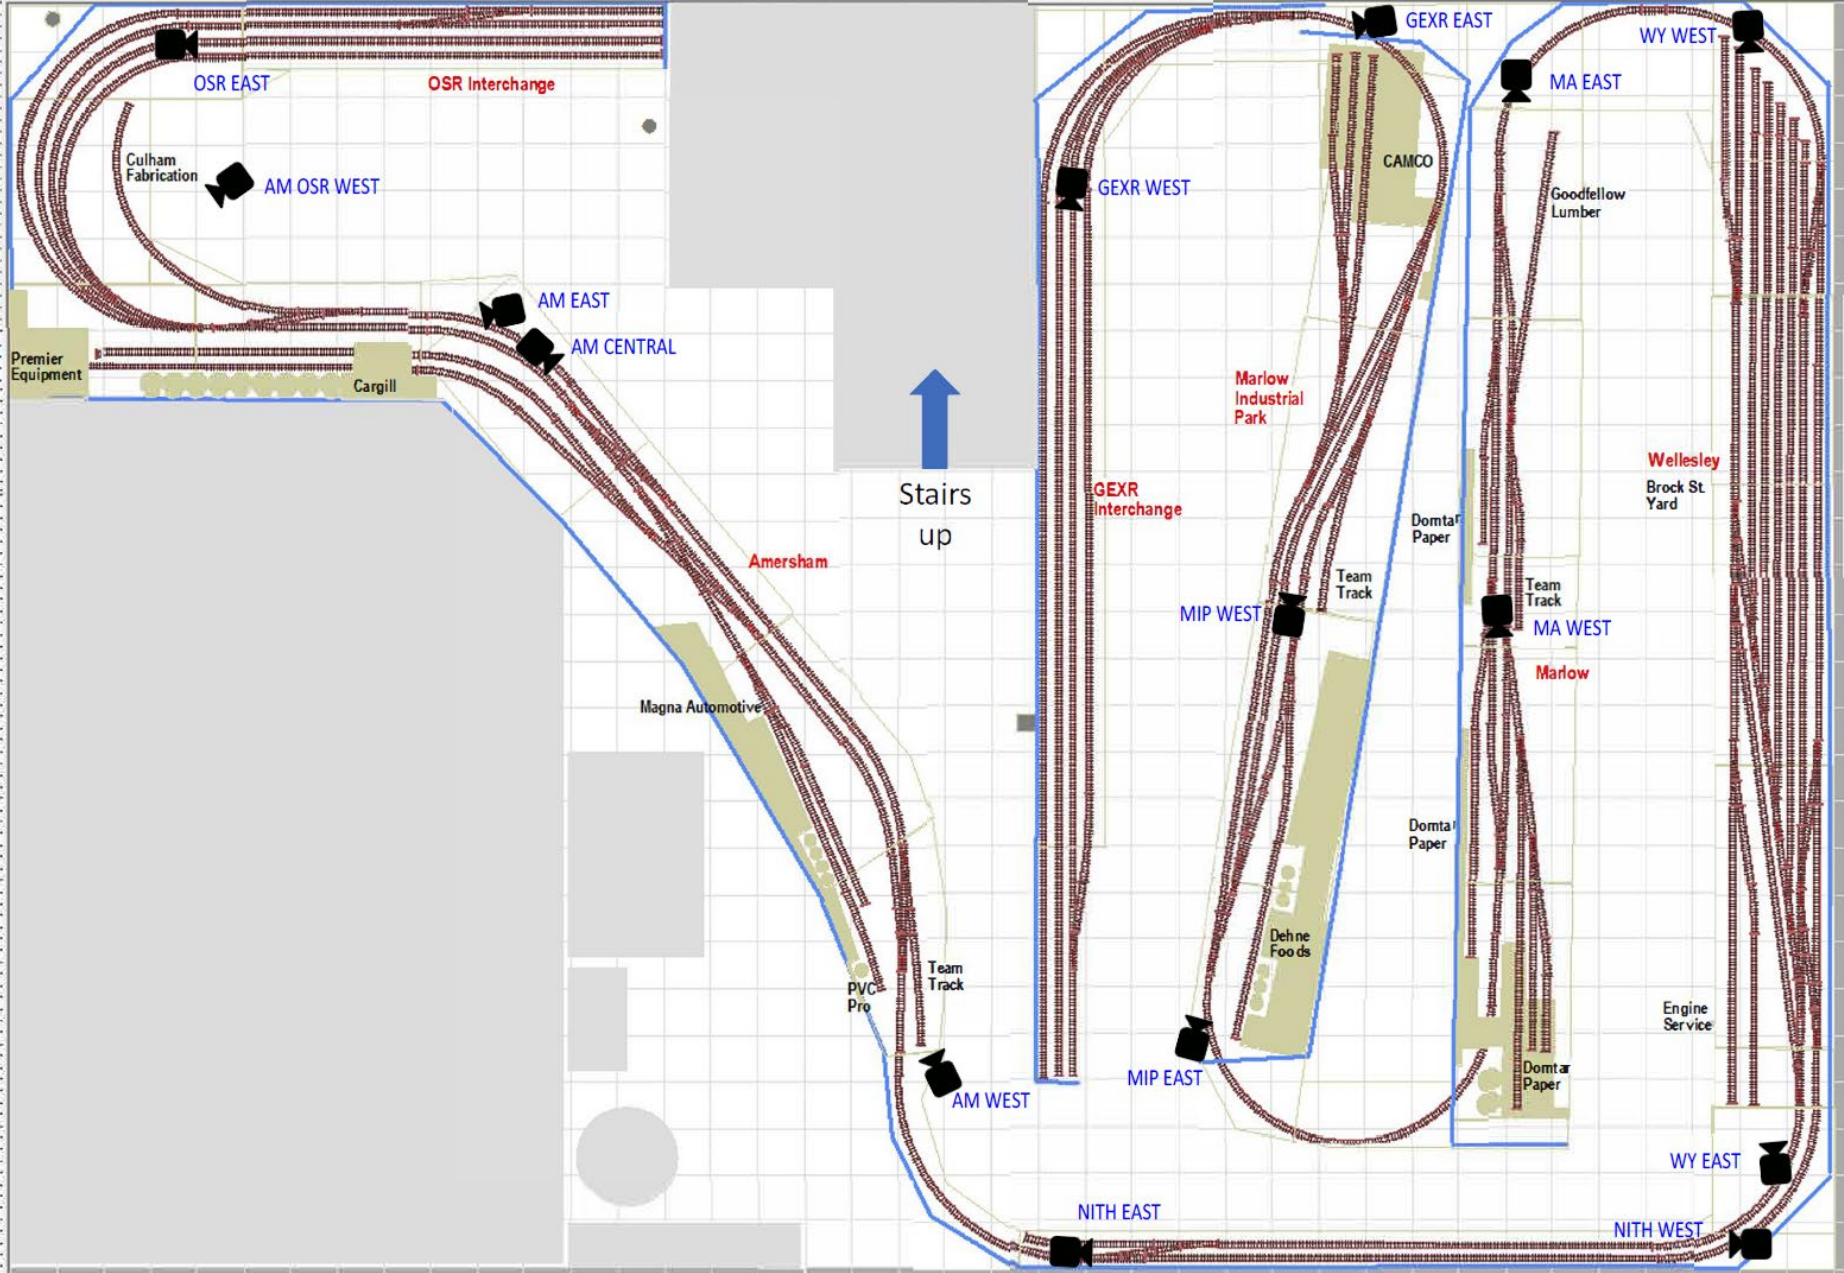 GEXR EAST
WY WEST
OSR EAST
OSR Interchange
MA EAST
Culham
Fabrication
AM OSR WEST
GEXR WEST
CAMCO
Goodfellow
Lumber
AM EAST
AM CENTRAL
Premier
Equipment
Cargill
Marlow
Industrial
Park
Wellesley
Brock St.
Yard
Stairs
up
GEXR
Interchange
Domtar
Paper
Amersham
Team
Track
Team
Track
MIP WEST
MA WEST
Marlow
Magna Automotive
Domta
Paper
Dehne
Foods
Team
Track
PVC
Pro
Engine
Service
MIP EAST
Domtar
Paper
AM WEST
WY EAST
NITH EAST
NITH WEST